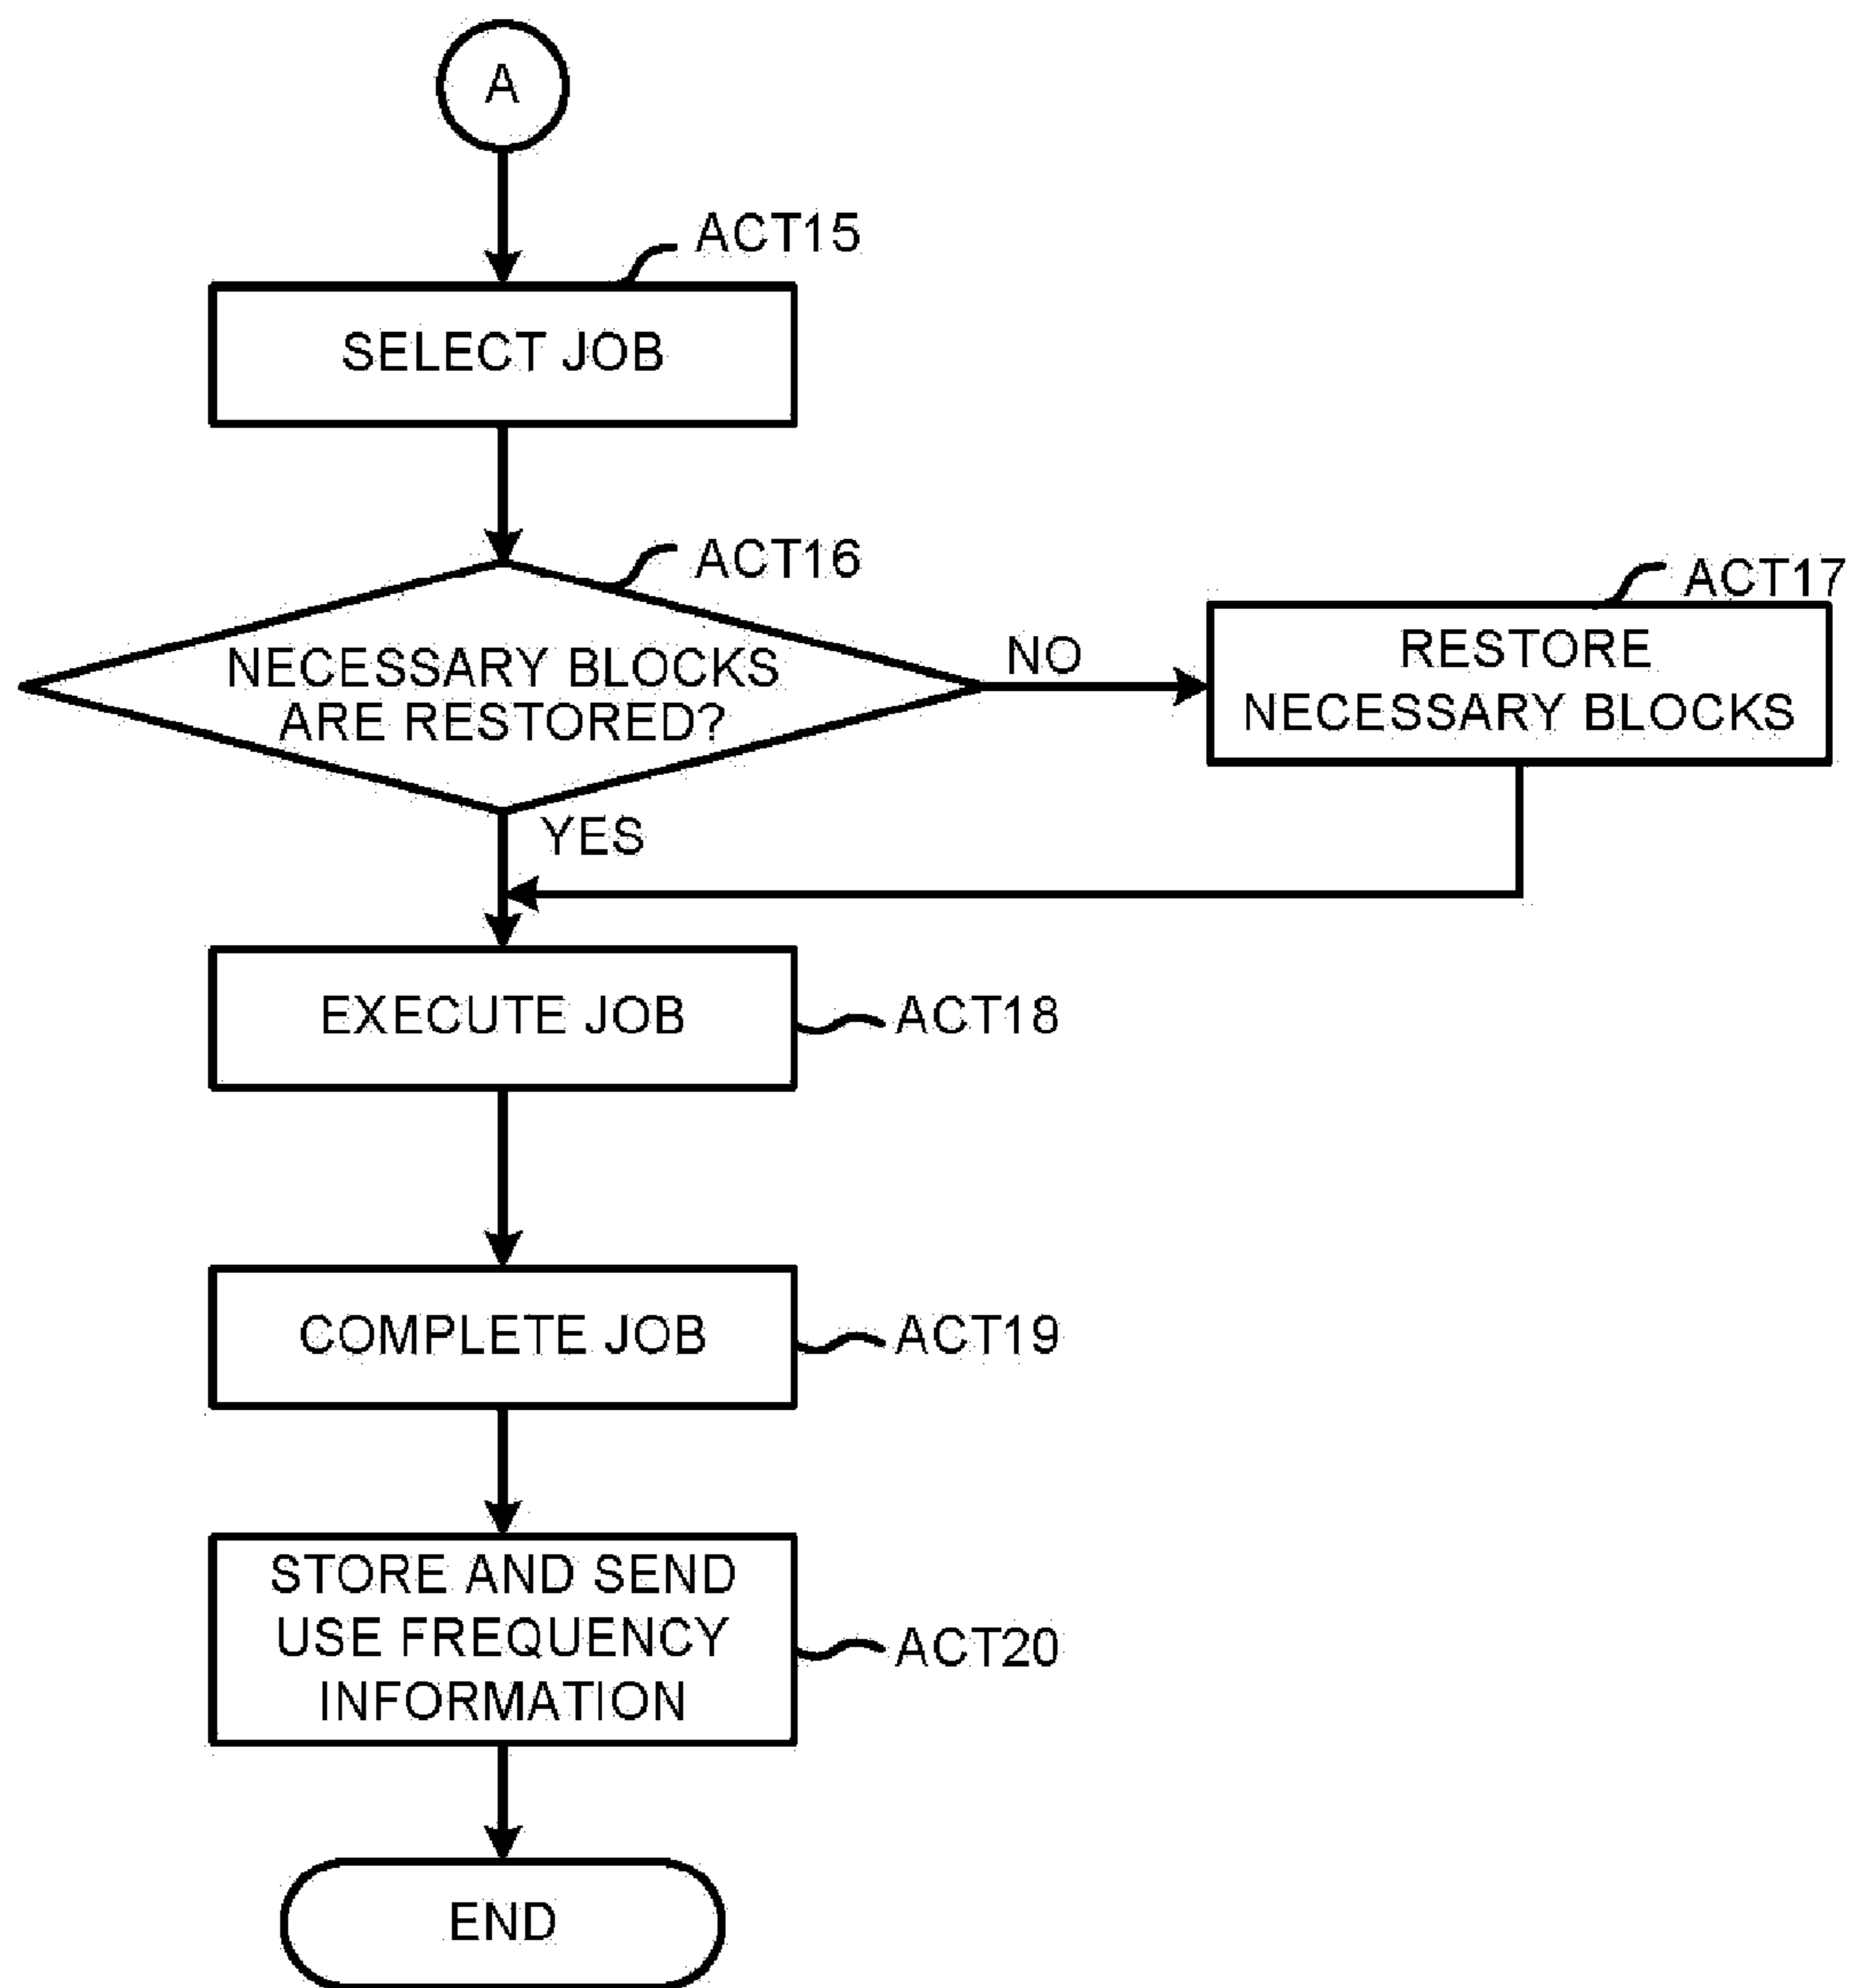 A
ACT15
SELECT JOB
ACT16
NECESSARY BLOCKS
ARE RESTORED?
NO
ACT17
RESTORE
NECESSARY BLOCKS
YES
EXECUTE JOB
ACT18
COMPLETE JOB
ACT19
STORE AND SEND
USE FREQUENCY
INFORMATION
ACT20
END